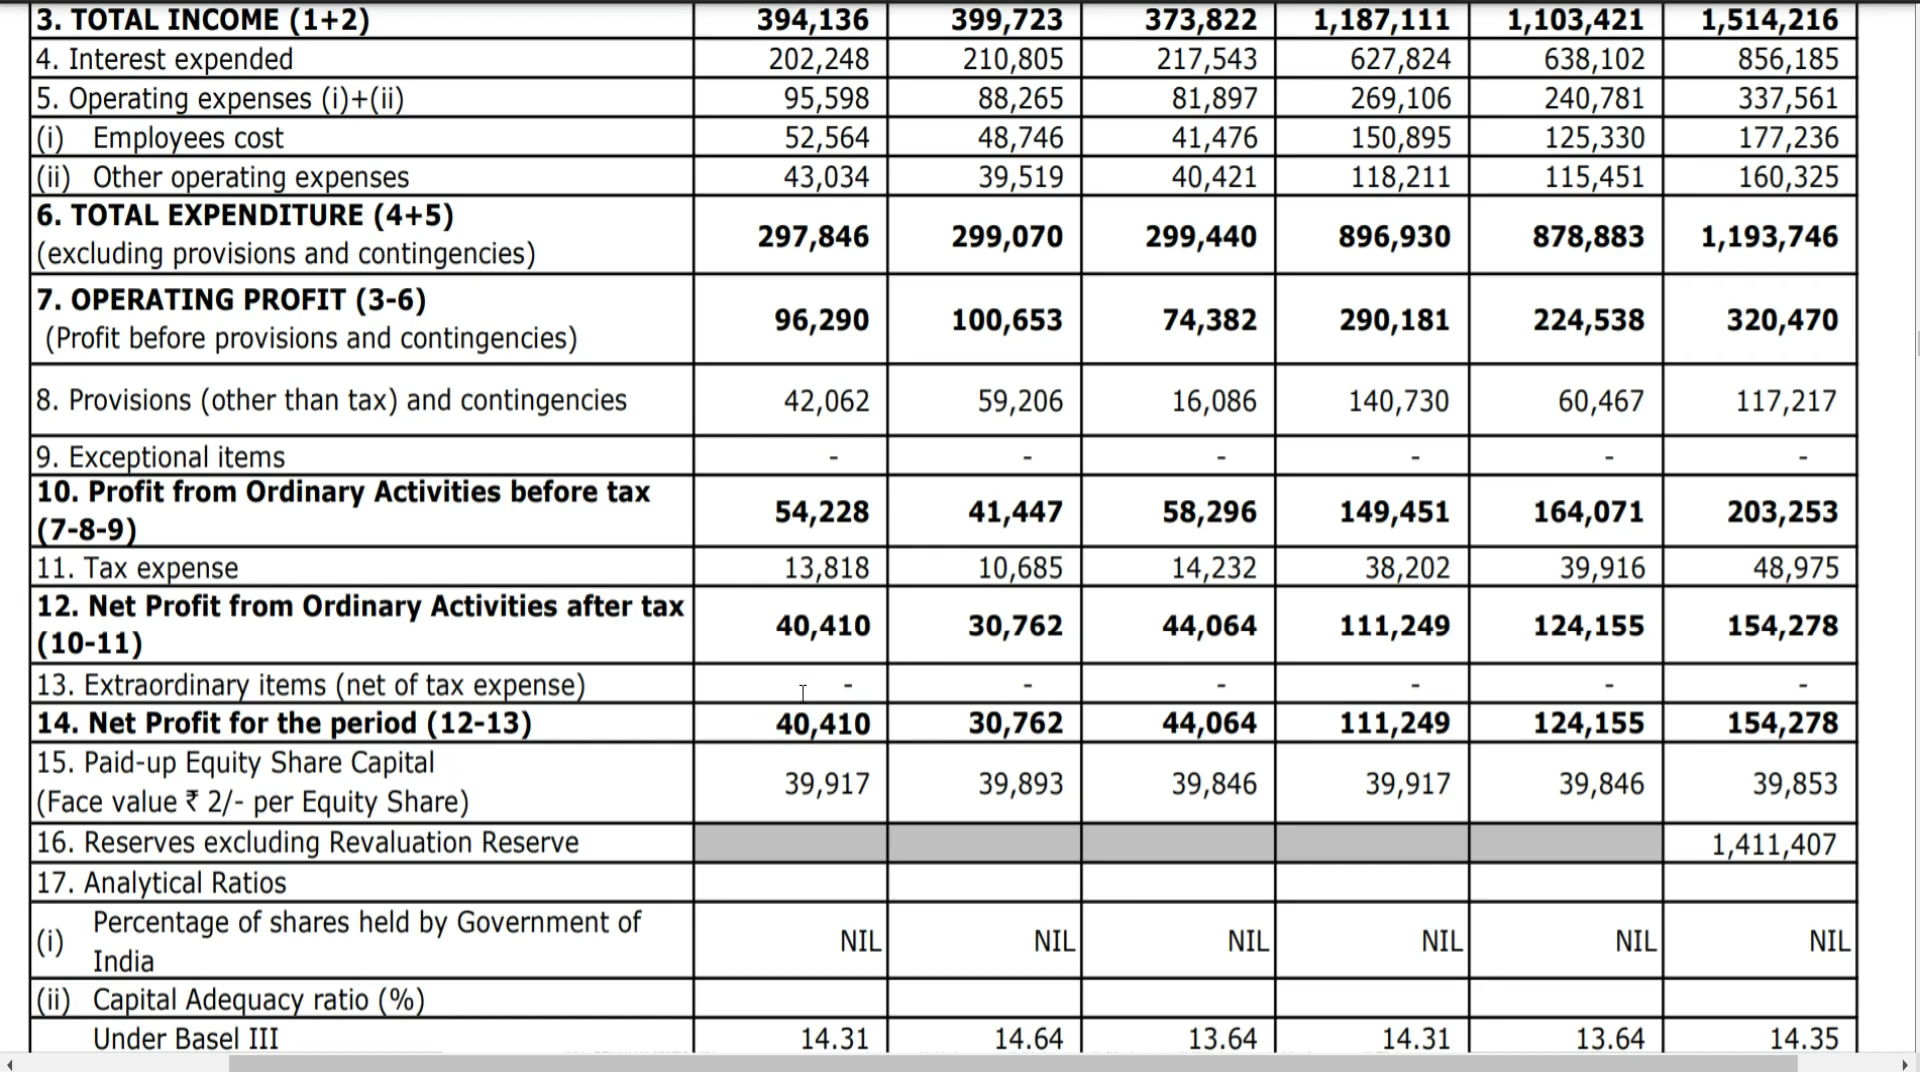 3. TOTAL INCOME (1+2) 394,136 399,723 373,822 1,187,111 1,103,421 1,514,216
4. Interest expended 202,248 210,805 217,543 627,824 638,102 856,185
5. Operating expenses (i)+(ii) 95,598 88,265 81,897 269,106 240,781 337,561
(i) Employees cost 52,564 48,746 41,476 150,895 125,330 177,236
(ii) Other operating expenses 43,034 39,519 40,421 118,211 115,451 160,325
6. TOTAL EXPENDITURE (4+5)
(excluding provisions and contingencies) 297,846 299,070 299,440 896,930 878,883 1,193,746
7. OPERATING PROFIT (3-6)
(Profit before provisions and contingencies) 96,290 100,653 74,382 290,181 224,538 320,470
8. Provisions (other than tax) and contingencies 42,062 59,206 16,086 140,730 60,467 117,217
9. Exceptional items - - - - - -
10. Profit from Ordinary Activities before tax
(7-8-9) 54,228 41,447 58,296 149,451 164,071 203,253
11. Tax expense 13,818 10,685 14,232 38,202 39,916 48,975
12. Net Profit from Ordinary Activities after tax
(10-11) 40,410 30,762 44,064 111,249 124,155 154,278
13. Extraordinary items (net of tax expense) - - - - - -
14. Net Profit for the period (12-13) 40,410 30,762 44,064 111,249 124,155 154,278
15. Paid-up Equity Share Capital
(Face value ₹ 2/- per Equity Share) 39,917 39,893 39,846 39,917 39,846 39,853
16. Reserves excluding Revaluation Reserve 1,411,407
17. Analytical Ratios
(i) Percentage of shares held by Government of
India NIL NIL NIL NIL NIL NIL
(ii) Capital Adequacy ratio (%)
Under Basel III 14.31 14.64 13.64 14.31 13.64 14.35